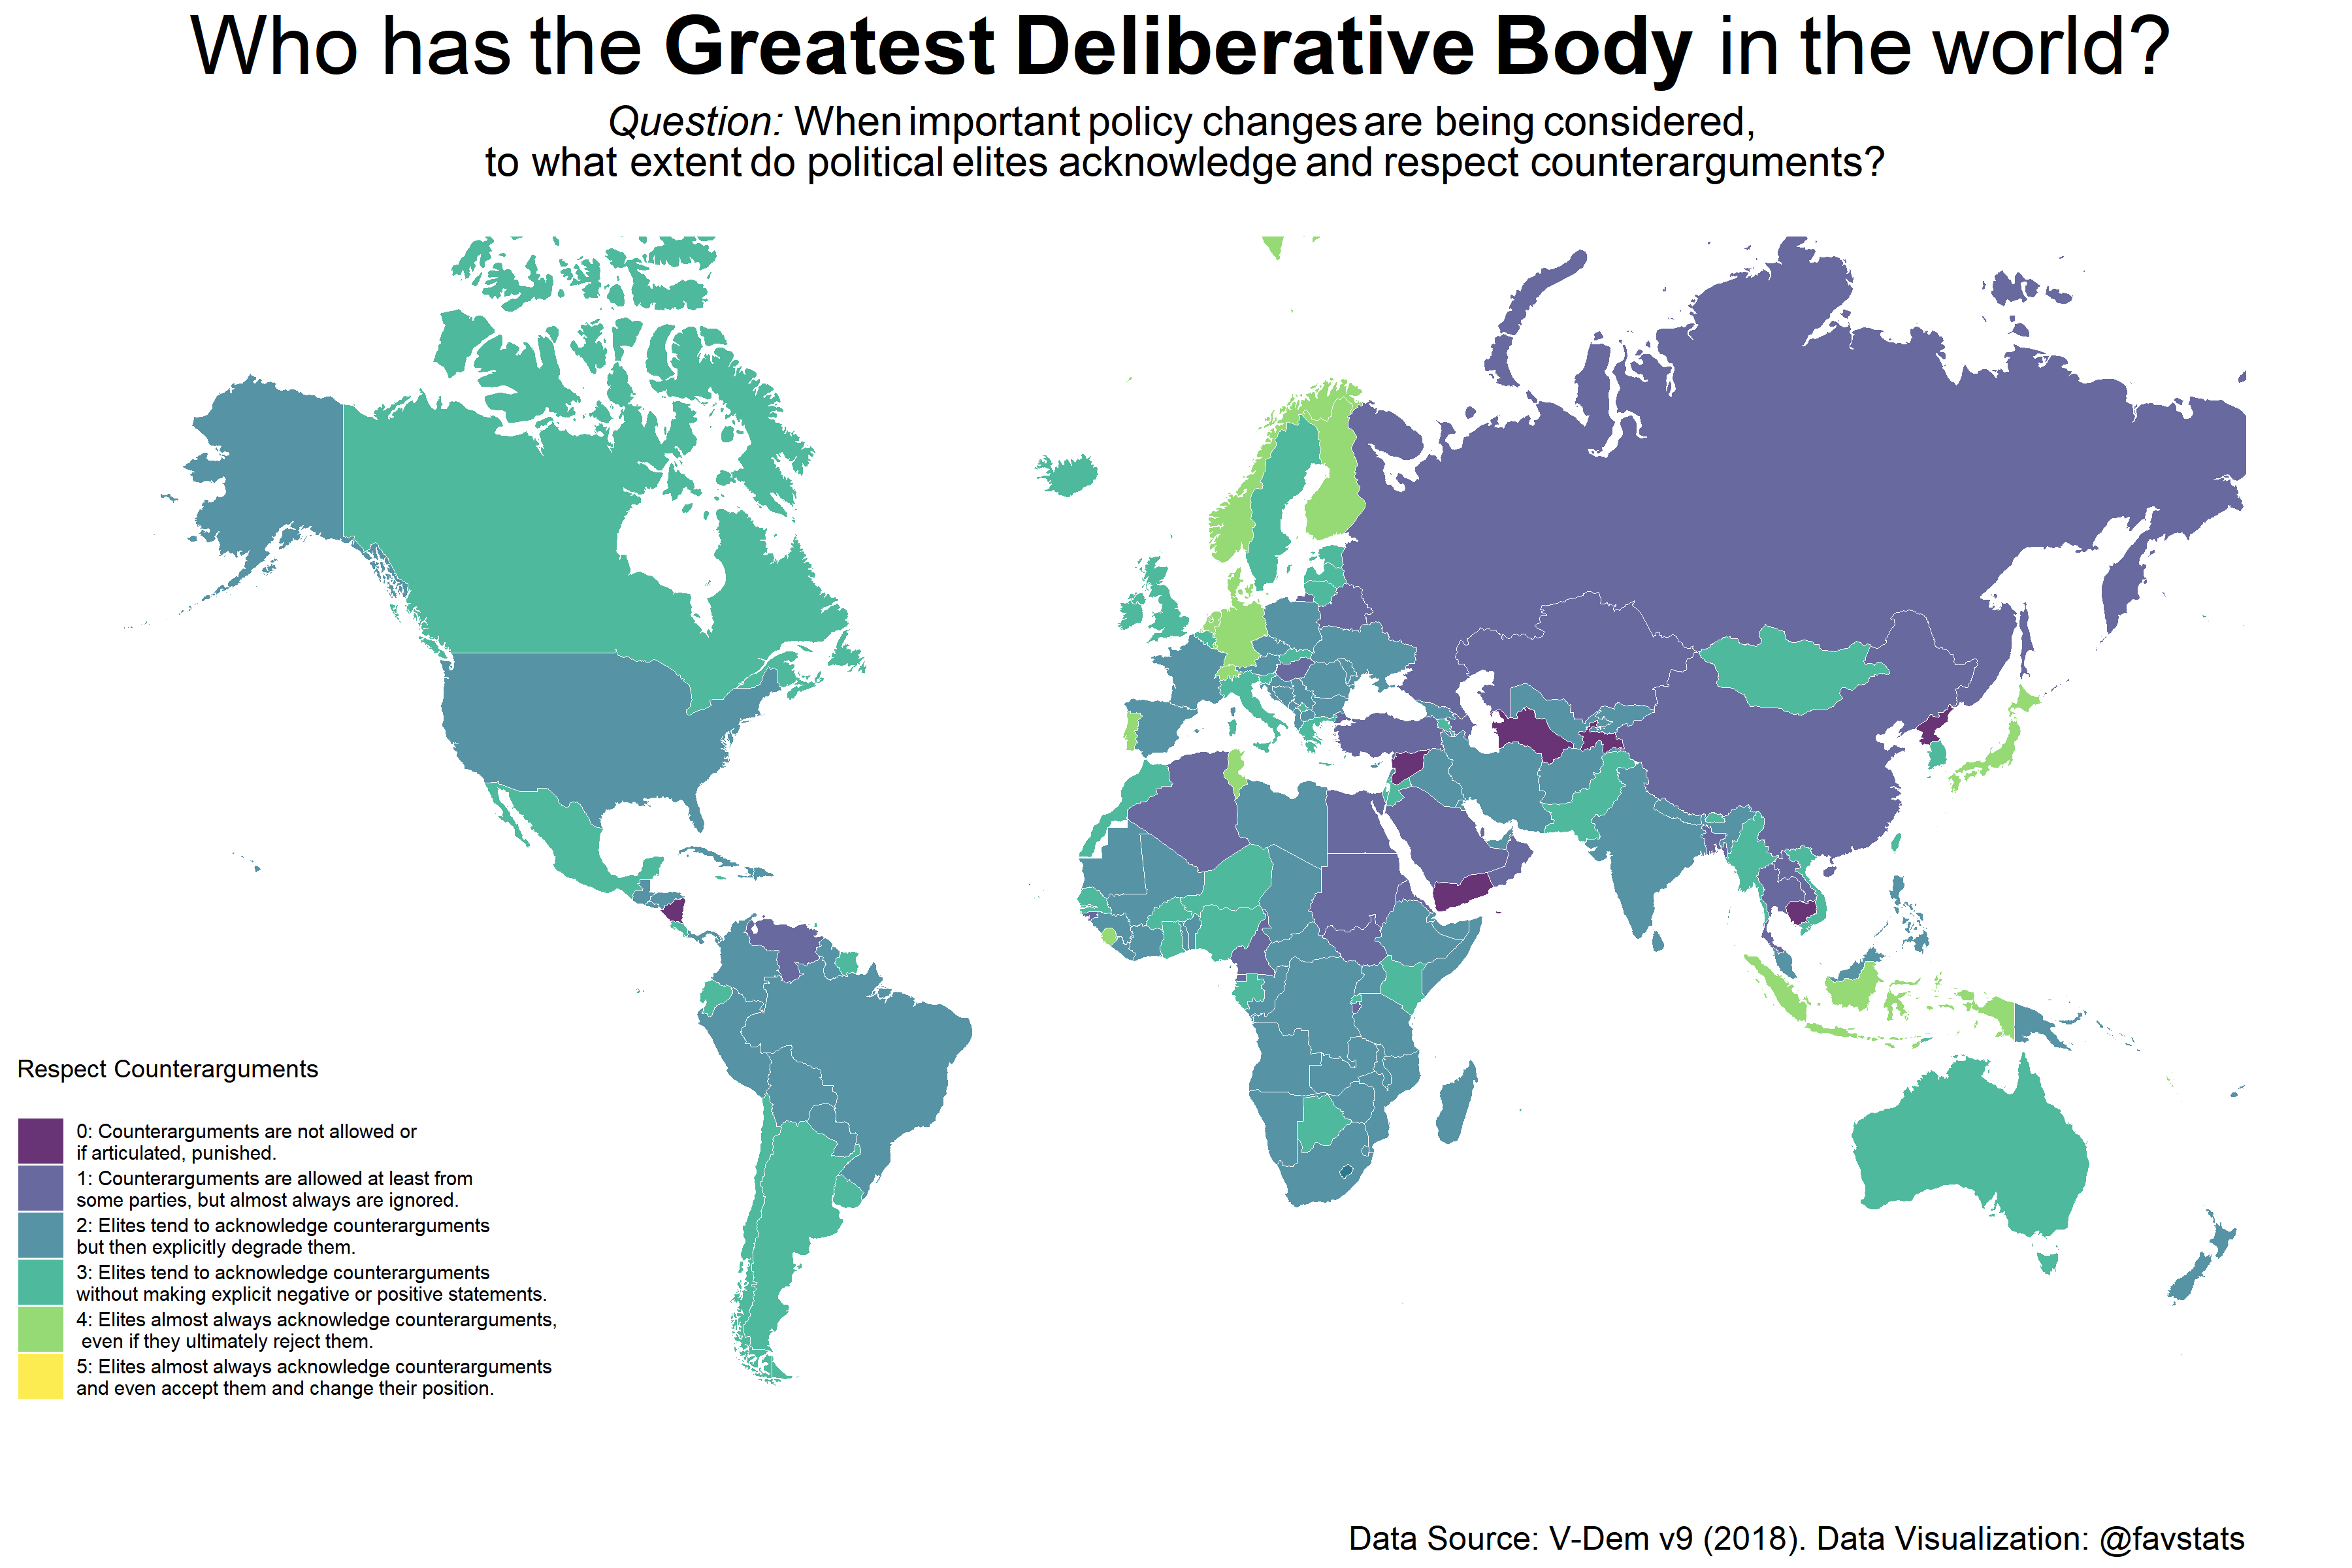 Who has the Greatest Deliberative Body in the world?
Question: When important policy changes are being considered,
to what extent do political elites acknowledge and respect counterarguments?
Respect Counterarguments
0: Counterarguments are not allowed or
if articulated, punished.
1: Counterarguments are allowed at least from
some parties, but almost always are ignored.
2: Elites tend to acknowledge counterarguments
but then explicitly degrade them.
3: Elites tend to acknowledge counterarguments
without making explicit negative or positive statements.
4: Elites almost always acknowledge counterarguments,
even if they ultimately reject them.
5: Elites almost always acknowledge counterarguments
and even accept them and change their position.
Data Source: V-Dem v9 (2018). Data Visualization: @favstats